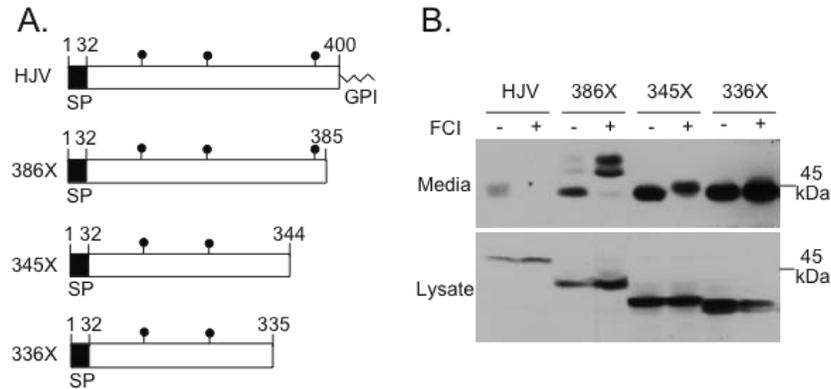 A.
1 32 400
HJV
SP GPI
1 32 385
386X
SP
1 32 344
345X
SP
1 32 335
336X
SP
B.
HJV 386X 345X 336X
FCI - + - + - + - +
Media 45 kDa
Lysate 45 kDa